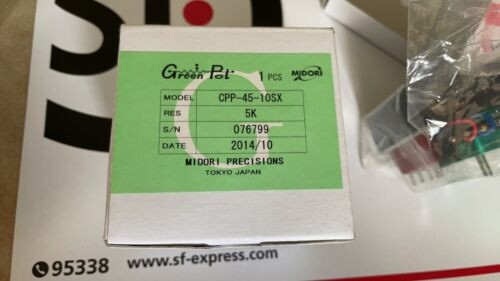 Green Pot 1 PCS MIDORI
MODEL CPP-45-10SX
RES 5K
S/N 076799
DATE 2014/10
MIDORI PRECISIONS
TOKYO JAPAN
95338 www.sf-express.com